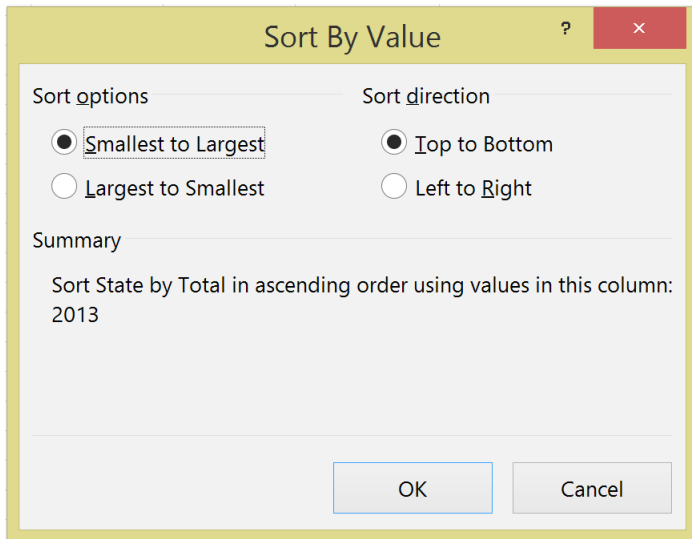 Sort By Value
?
Sort options
Smallest to Largest
Largest to Smallest
Sort direction
Top to Bottom
Left to Right
Summary
Sort State by Total in ascending order using values in this column:
2013
OK
Cancel